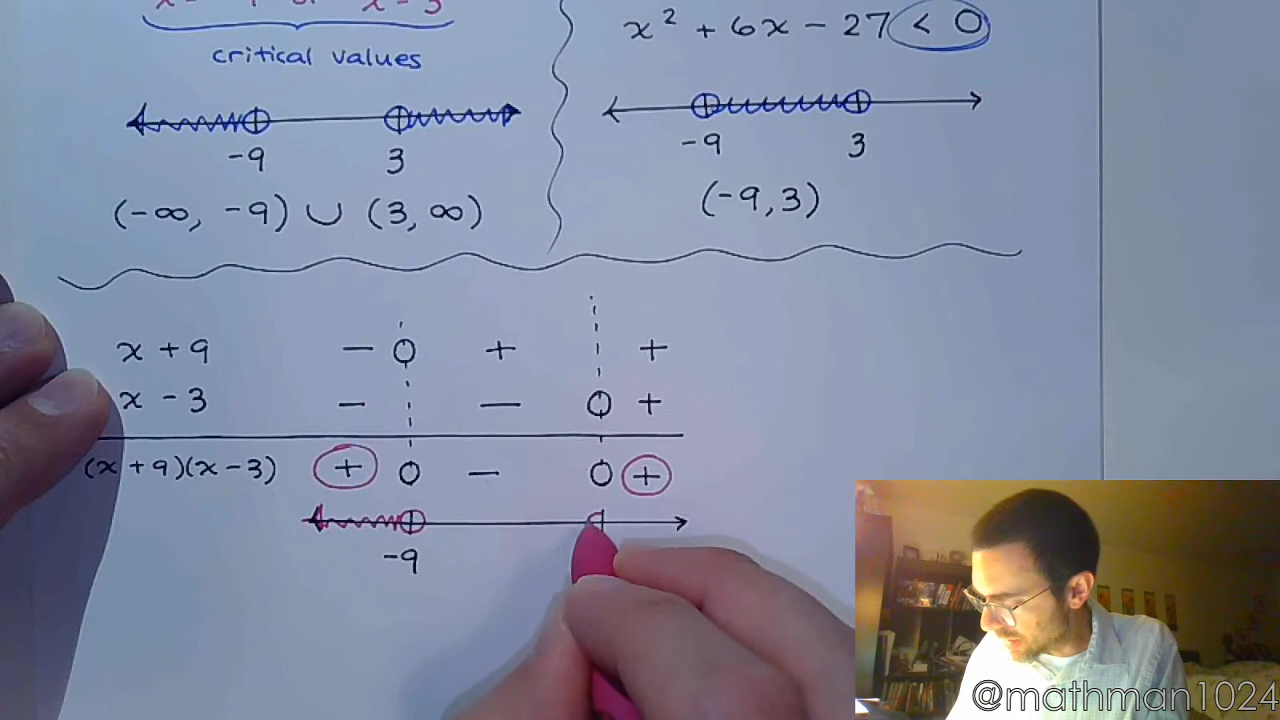 critical values
-9 3
(-∞, -9) ∪ (3, ∞)
x² + 6x - 27 < 0
-9 3
(-9, 3)
x + 9 - 0 + +
x - 3 - - 0 +
(x + 9)(x - 3) + 0 - 0 +
-9
@mathman1024